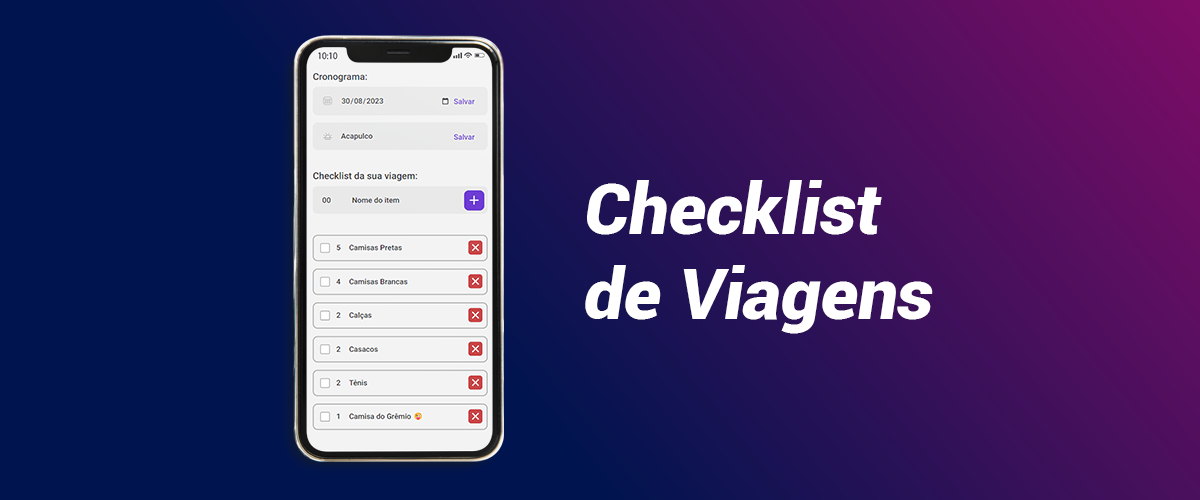 10:10
Cronograma:
30/08/2023 Salvar
Acapulco Salvar
Checklist da sua viagem:
00 Nome do item +
5 Camisas Pretas
4 Camisas Brancas
2 Calças
2 Casacos
2 Tênis
1 Camisa do Grêmio 😜
Checklist
de Viagens